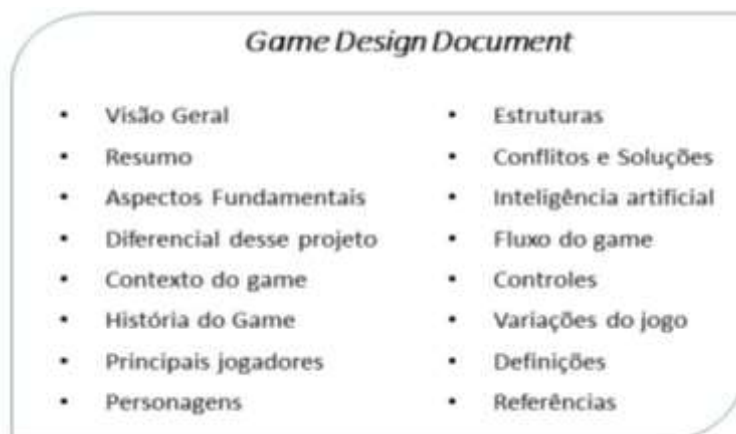 Game Design Document
• Visão Geral
• Resumo
• Aspectos Fundamentais
• Diferencial desse projeto
• Contexto do game
• História do Game
• Principais jogadores
• Personagens
• Estruturas
• Conflitos e Soluções
• Inteligência artificial
• Fluxo do game
• Controles
• Variações do jogo
• Definições
• Referências